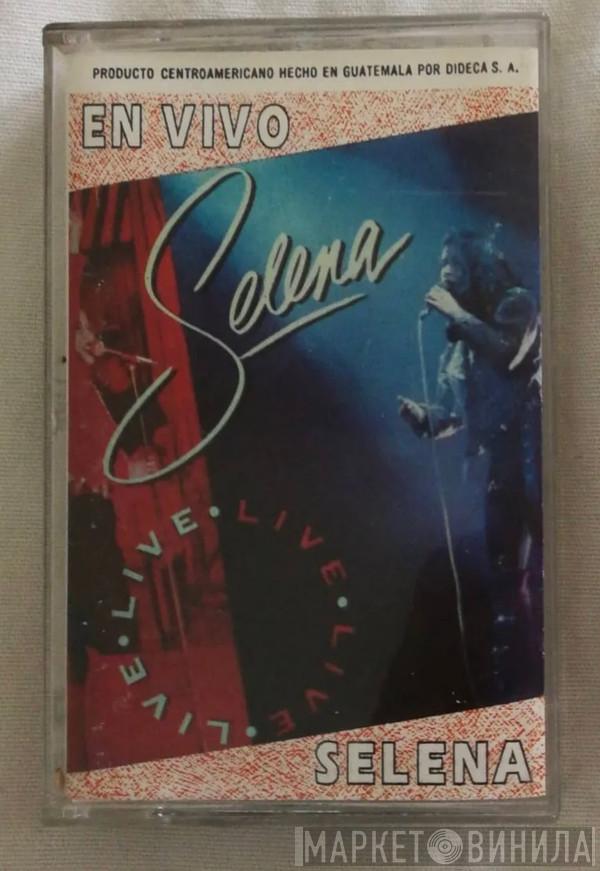 PRODUCTO CENTROAMERICANO HECHO EN GUATEMALA POR DIDECA S. A.
EN VIVO
Selena
LIVE • LIVE • LIVE • LIVE •
SELENA
МАРКЕТ ВИНИЛА